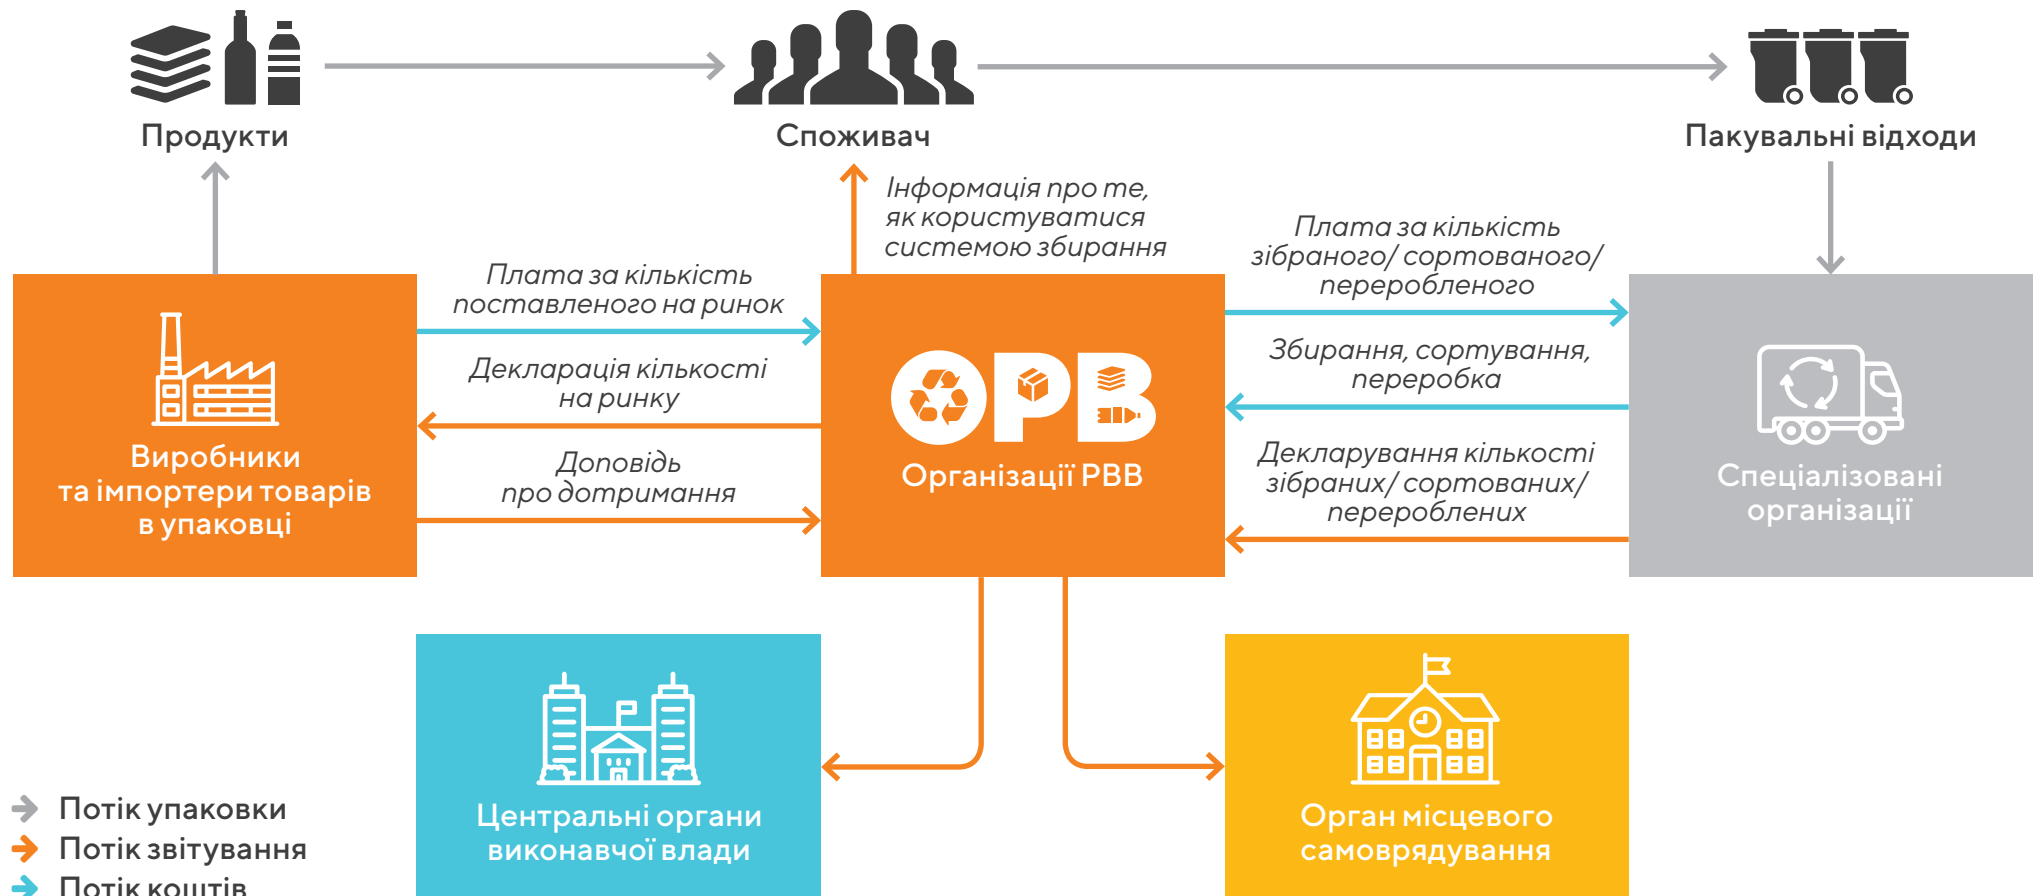 Продукти
Споживач
Пакувальні відходи
Інформація про те,
як користуватися
системою збирання
Плата за кількість
поставленого на ринок
Декларація кількості
на ринку
Доповідь
про дотримання
Плата за кількість
зібраного/ сортованого/
переробленого
Збирання, сортування,
переробка
Декларування кількості
зібраних/ сортованих/
перероблених
Виробники
та імпортери товарів
в упаковці
ОРВ
Організації РВВ
Спеціалізовані
організації
Центральні органи
виконавчої влади
Орган місцевого
самоврядування
Потік упаковки
Потік звітування
Потік коштів